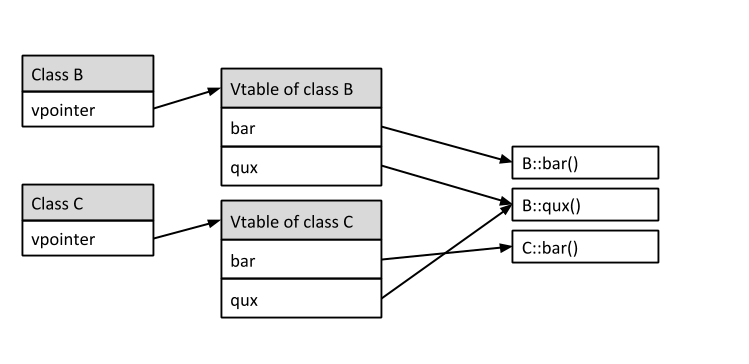 Class B
vpointer
Vtable of class B
bar
qux
Class C
vpointer
Vtable of class C
bar
qux
B::bar()
B::qux()
C::bar()